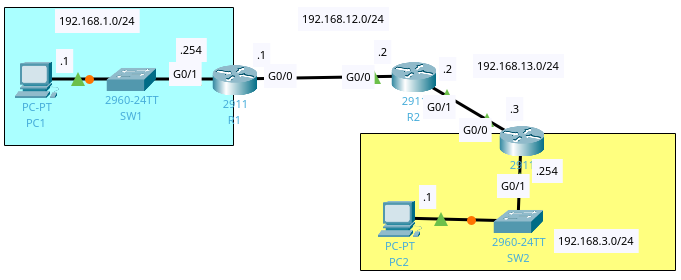 192.168.1.0/24
.1
.254
G0/1
PC-PT
PC1
2960-24TT
SW1
2911
R1
192.168.12.0/24
.1
G0/0
.2
G0/0
R2
.2
G0/1
192.168.13.0/24
.3
G0/0
.254
G0/1
.1
PC-PT
PC2
2960-24TT
SW2
192.168.3.0/24